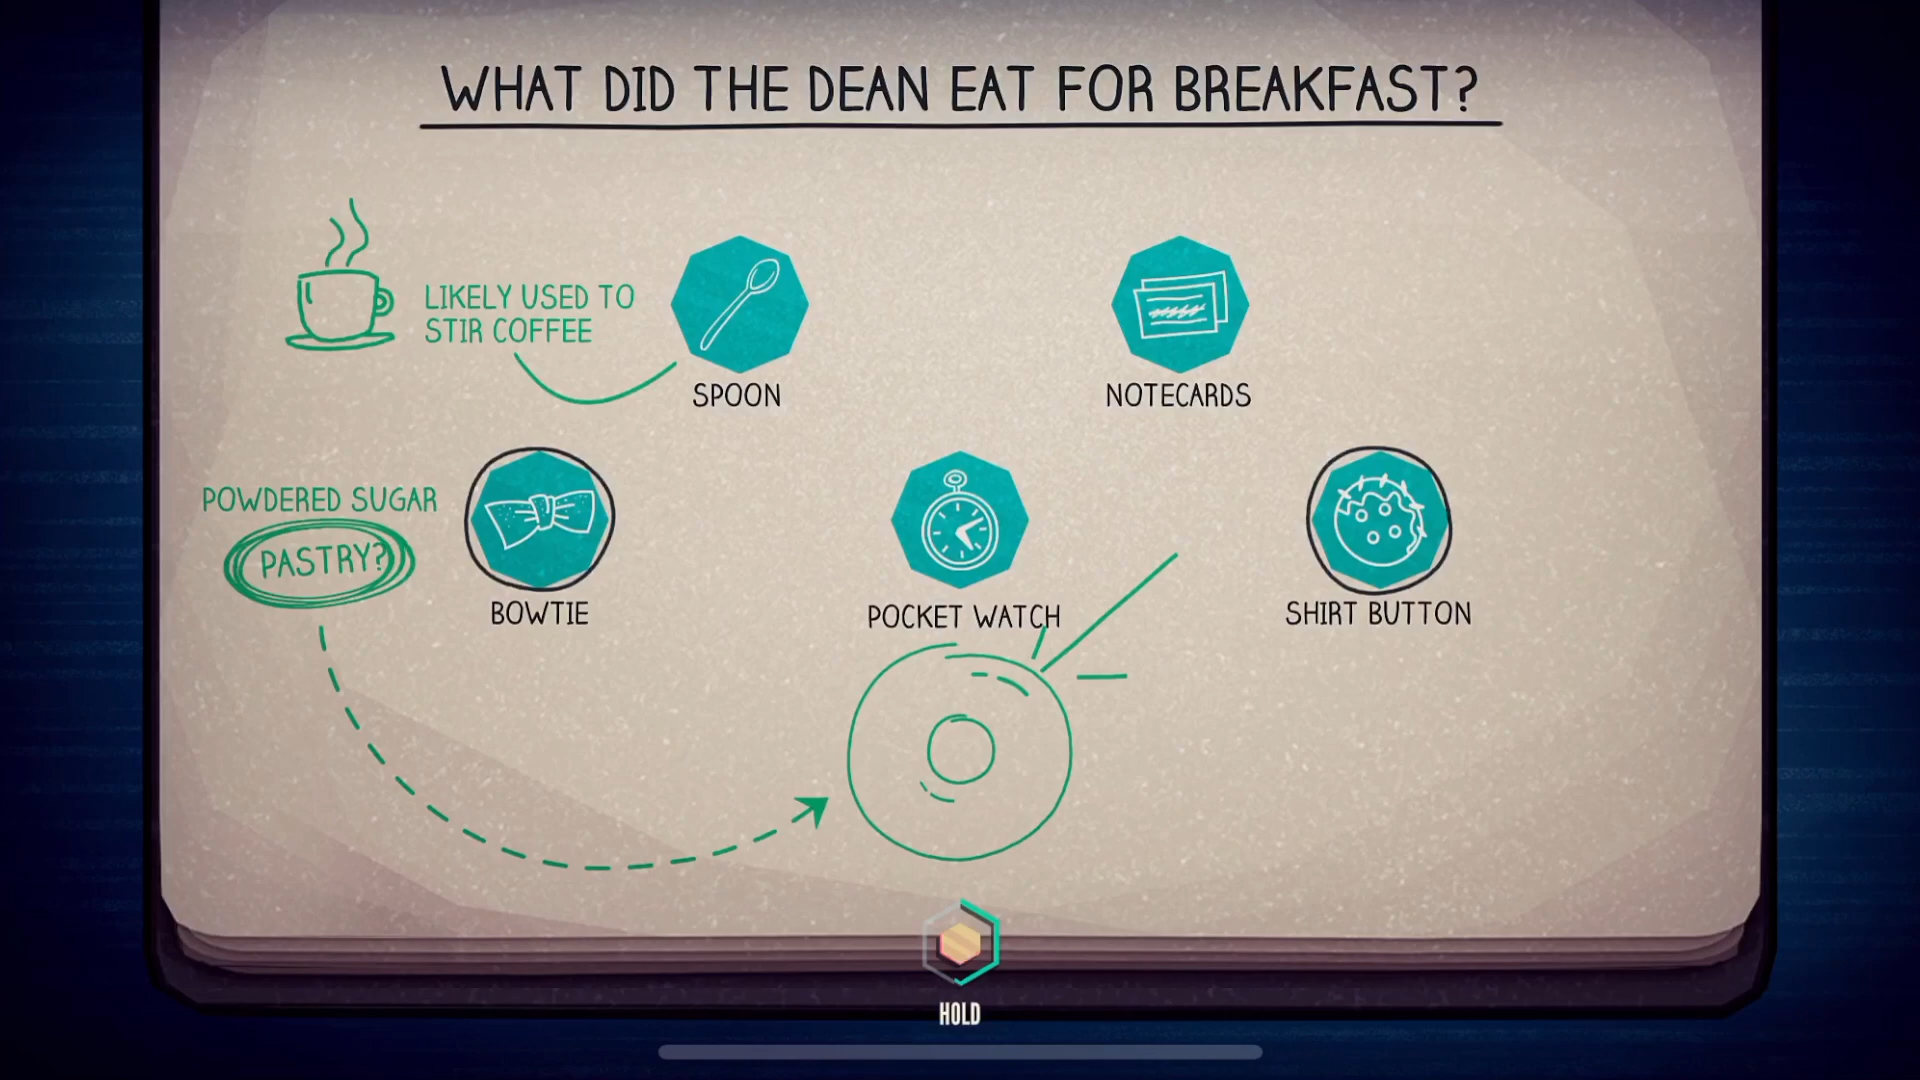 WHAT DID THE DEAN EAT FOR BREAKFAST?
LIKELY USED TO
STIR COFFEE
SPOON
NOTECARDS
POWDERED SUGAR
PASTRY?
BOWTIE
POCKET WATCH
SHIRT BUTTON
HOLD